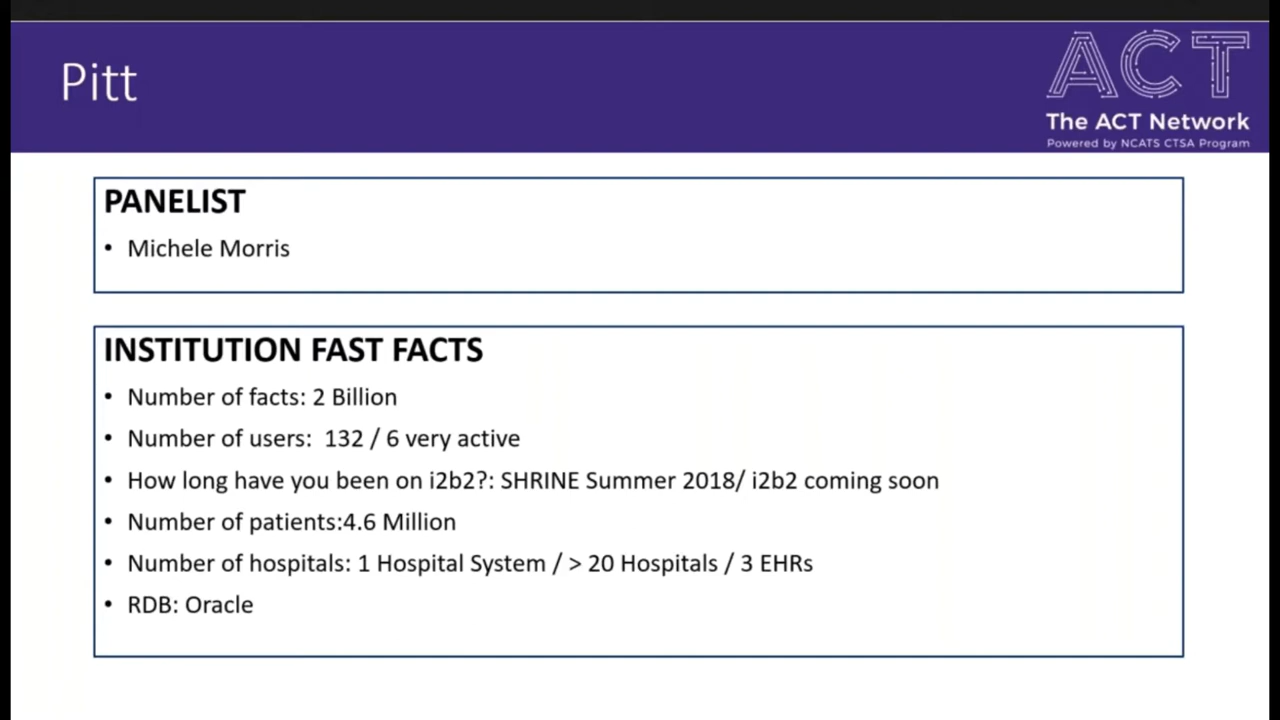 Pitt
ACT
The ACT Network
Powered by NCATS CTSA Program
PANELIST
• Michele Morris
INSTITUTION FAST FACTS
• Number of facts: 2 Billion
• Number of users:  132 / 6 very active
• How long have you been on i2b2?: SHRINE Summer 2018/ i2b2 coming soon
• Number of patients:4.6 Million
• Number of hospitals: 1 Hospital System / > 20 Hospitals / 3 EHRs
• RDB: Oracle